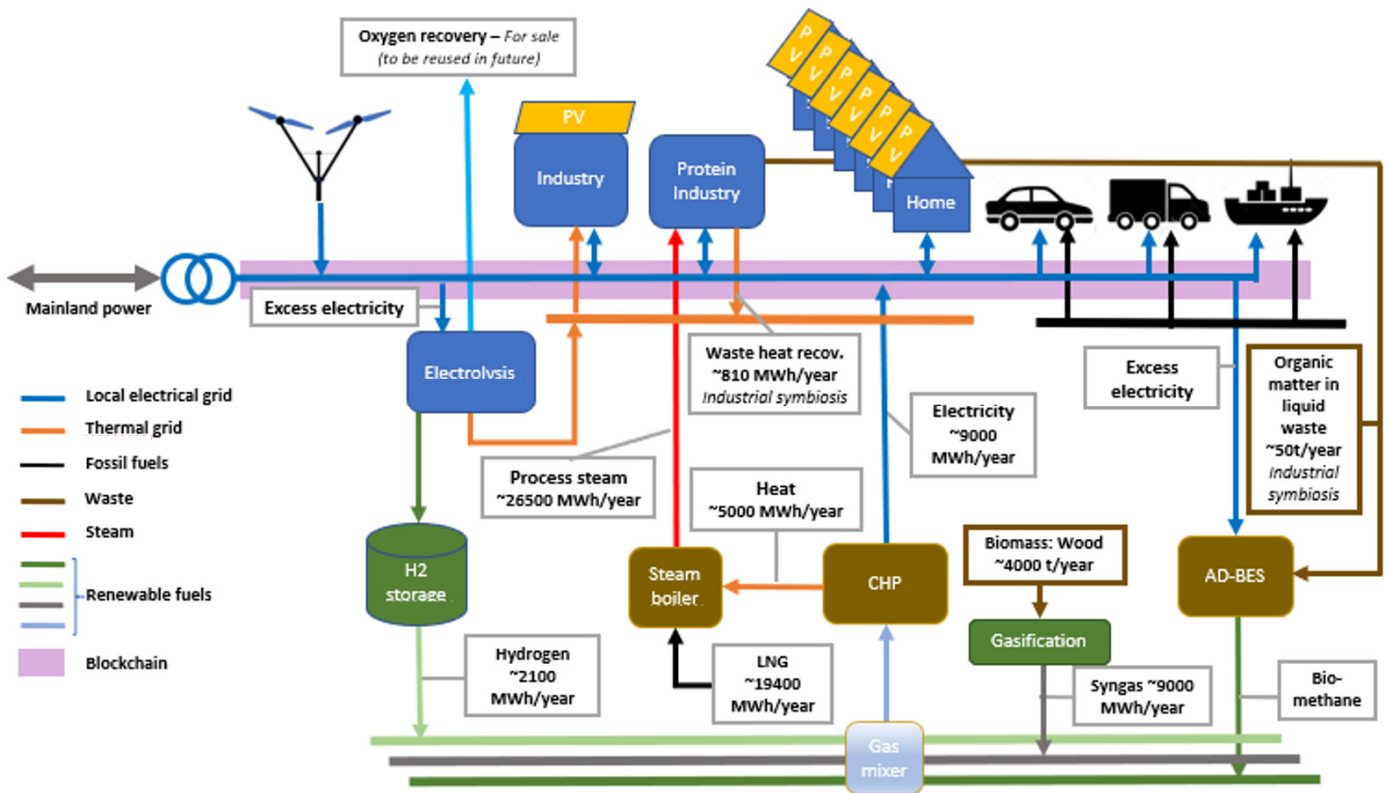 Oxygen recovery – For sale
(to be reused in future)
PV
Industry
Protein
Industry
P
V
P
V
P
V
P
V
P
V
P
V
Home
Mainland power
Excess electricity
Electrolvsis
Waste heat recov.
~810 MWh/year
Industrial symbiosis
Electricity
~9000
MWh/year
Excess
electricity
Organic
matter in
liquid
waste
~50t/year
Industrial
symbiosis
Local electrical grid
Thermal grid
Fossil fuels
Waste
Steam
Renewable fuels
Blockchain
Process steam
~26500 MWh/year
Heat
~5000 MWh/year
H2
storage
Steam
boiler
CHP
Biomass: Wood
~4000 t/year
Gasification
AD-BES
Hydrogen
~2100
MWh/year
LNG
~19400
MWh/year
Syngas ~9000
MWh/year
Bio-
methane
Gas
mixer